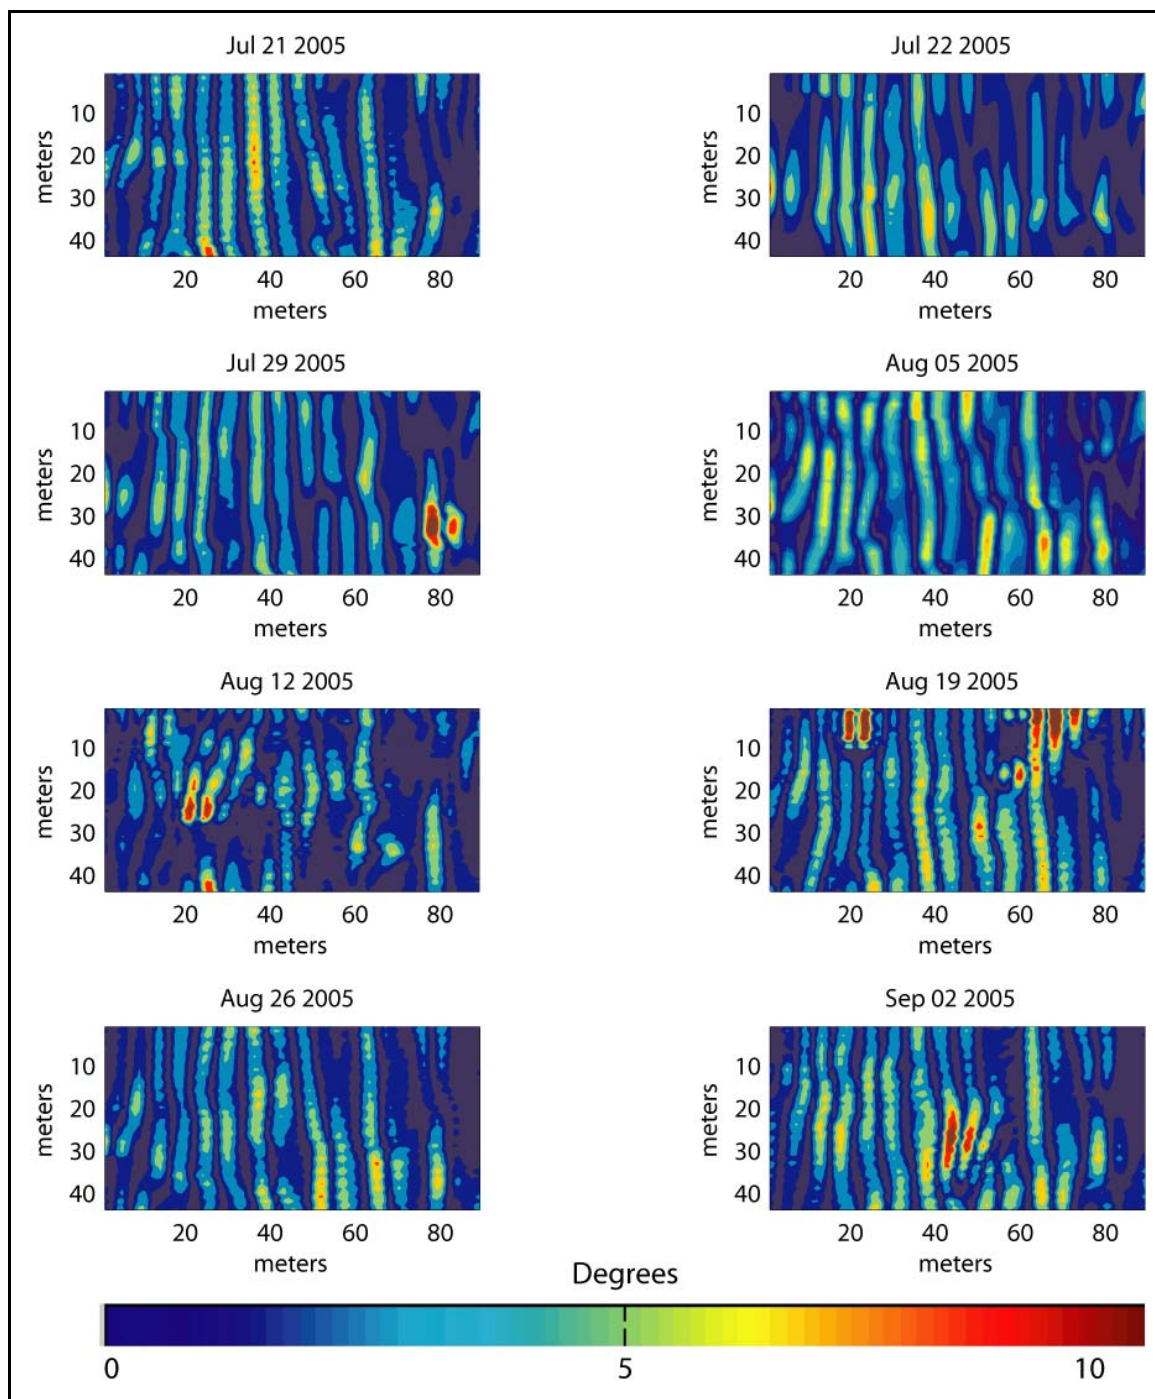 Jul 21 2005
Jul 22 2005
meters
10
20
30
40
20 40 60 80
meters
meters
10
20
30
40
20 40 60 80
meters
Jul 29 2005
Aug 05 2005
meters
10
20
30
40
20 40 60 80
meters
meters
10
20
30
40
20 40 60 80
meters
Aug 12 2005
Aug 19 2005
meters
10
20
30
40
20 40 60 80
meters
meters
10
20
30
40
20 40 60 80
meters
Aug 26 2005
Sep 02 2005
meters
10
20
30
40
20 40 60 80
meters
meters
10
20
30
40
20 40 60 80
meters
Degrees
0 5 10